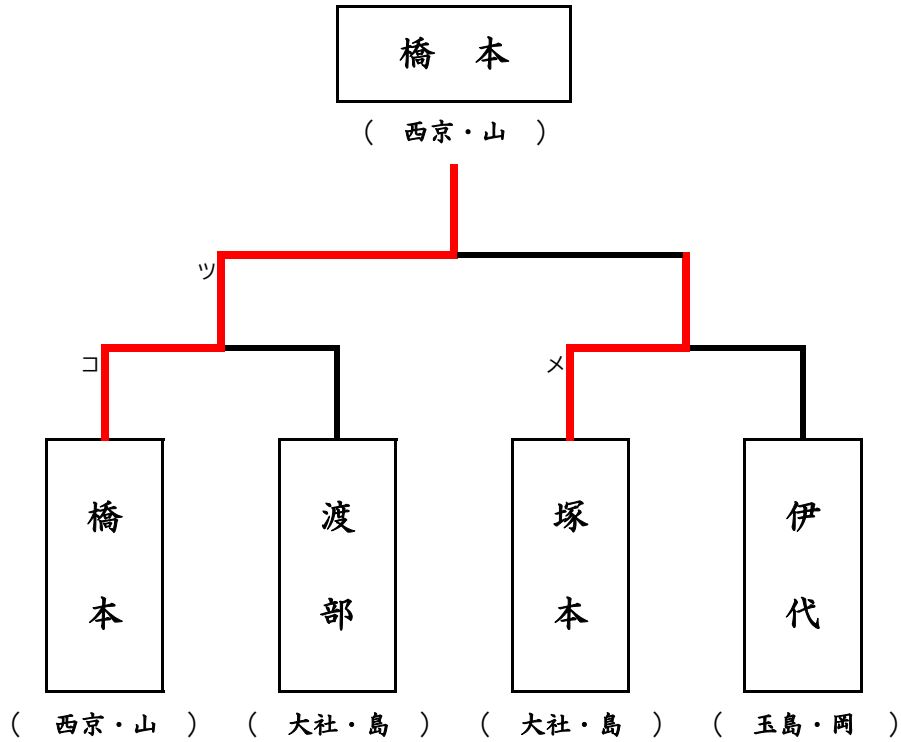 橋　本
（　西京・山　）
ツ
コ
メ
橋本
渡部
塚本
伊代
（　西京・山　）
（　大社・島　）
（　大社・島　）
（　玉島・岡　）